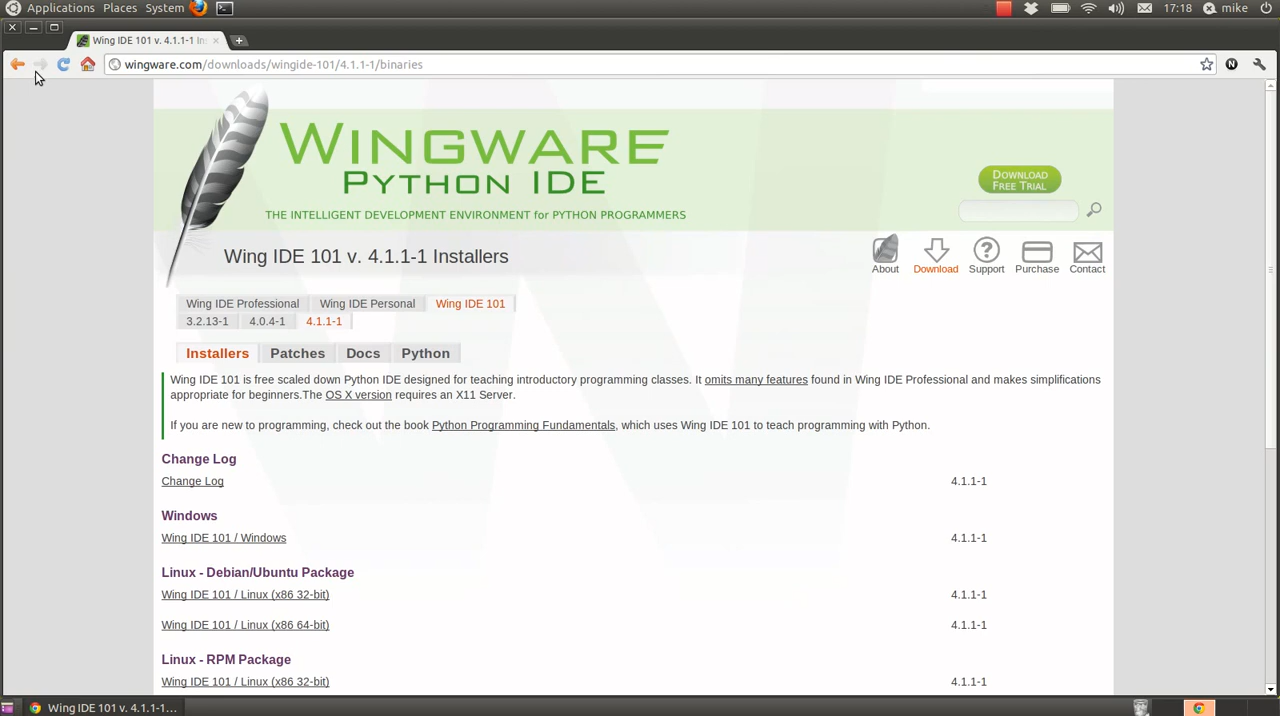 Applications Places System 17:18 mike
Wing IDE 101 v. 4.1.1-1 Ins
wingware.com/downloads/wingide-101/4.1.1-1/binaries N
WINGWARE
PYTHON IDE
THE INTELLIGENT DEVELOPMENT ENVIRONMENT for PYTHON PROGRAMMERS
DOWNLOAD
FREE TRIAL
Wing IDE 101 v. 4.1.1-1 Installers
About Download Support Purchase Contact
Wing IDE Professional Wing IDE Personal Wing IDE 101
3.2.13-1 4.0.4-1 4.1.1-1
Installers Patches Docs Python
Wing IDE 101 is free scaled down Python IDE designed for teaching introductory programming classes. It omits many features found in Wing IDE Professional and makes simplifications
appropriate for beginners.The OS X version requires an X11 Server.
If you are new to programming, check out the book Python Programming Fundamentals, which uses Wing IDE 101 to teach programming with Python.
Change Log
Change Log 4.1.1-1
Windows
Wing IDE 101 / Windows 4.1.1-1
Linux - Debian/Ubuntu Package
Wing IDE 101 / Linux (x86 32-bit) 4.1.1-1
Wing IDE 101 / Linux (x86 64-bit) 4.1.1-1
Linux - RPM Package
Wing IDE 101 / Linux (x86 32-bit) 4.1.1-1
Wing IDE 101 v. 4.1.1-1...